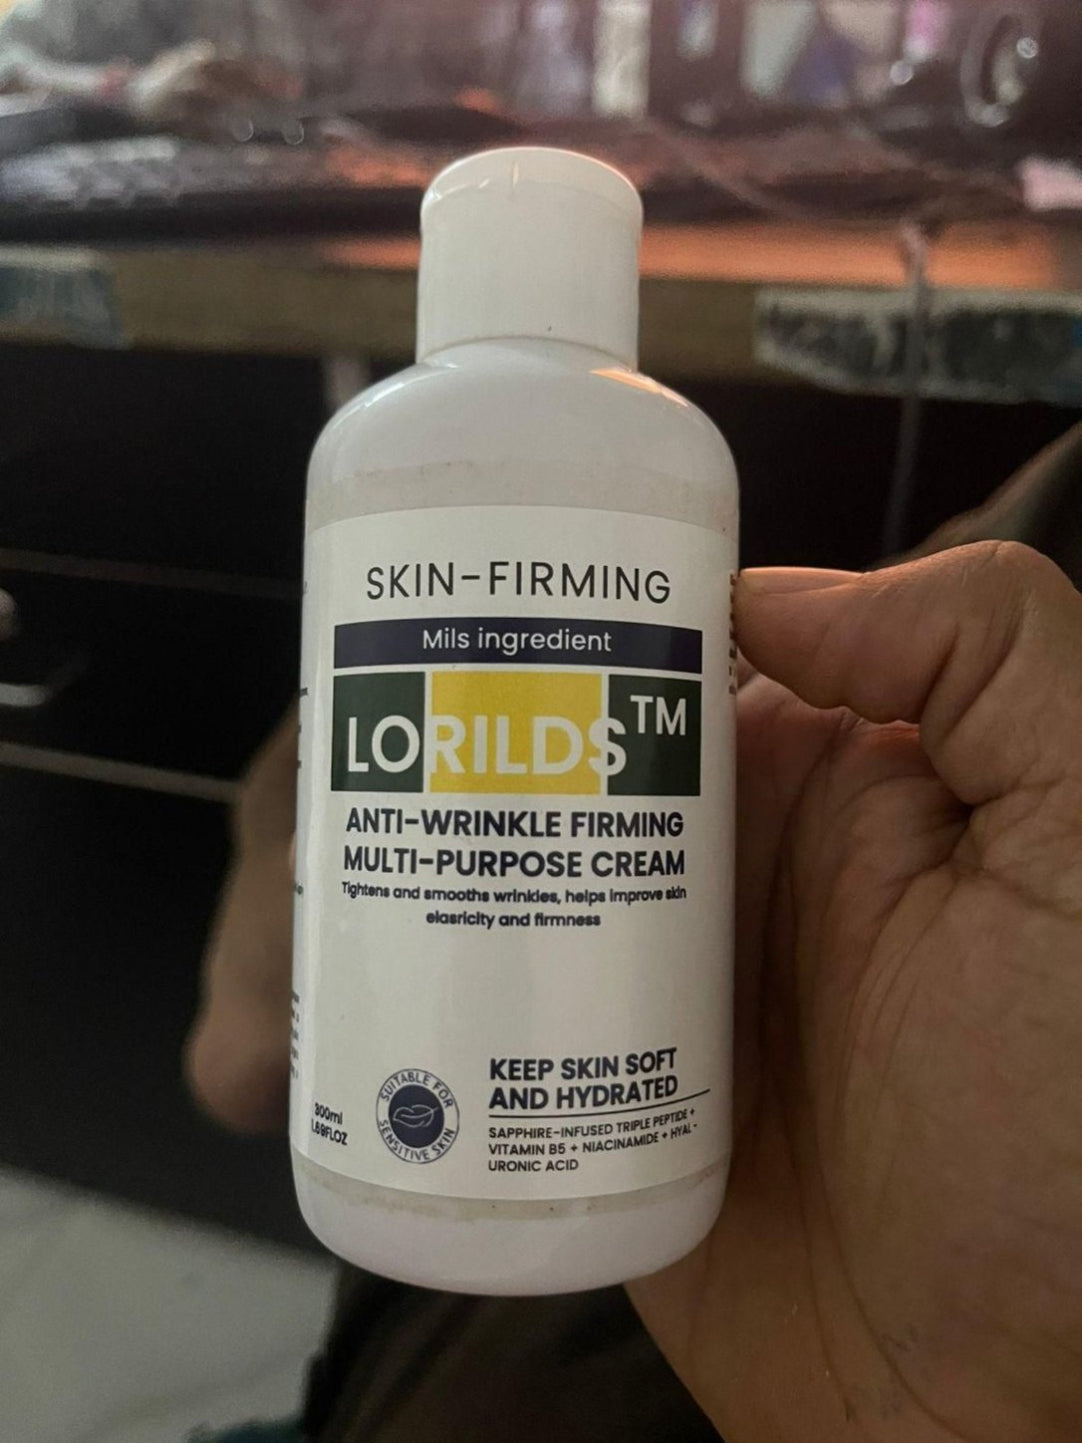 SKIN-FIRMING
Mils ingredient
LORILDS™
ANTI-WRINKLE FIRMING
MULTI-PURPOSE CREAM
Tightens and smooths wrinkles, helps improve skin
elasricity and firmness
300ml
1.69FLOZ
SUITABLE FOR
SENSITIVE SKIN
KEEP SKIN SOFT
AND HYDRATED
SAPPHIRE-INFUSED TRIPLE PEPTIDE +
VITAMIN B5 + NIACINAMIDE + HYAL-
URONIC ACID